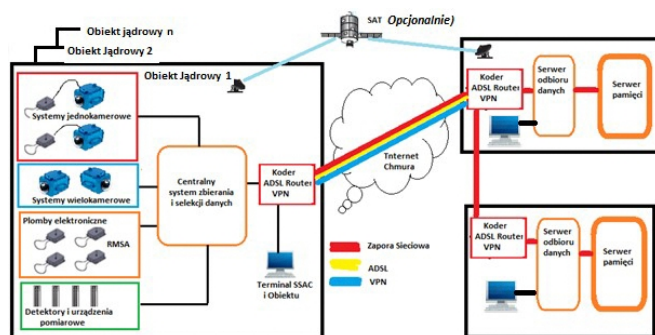 Obiekt jądrowy n
Obiekt Jądrowy 2
Obiekt Jądrowy 1
SAT Opcjonalnie)
Systemy jednokamerowe
Systemy wielokamerowe
Plomby elektroniczne
RMSA
Detektory i urządzenia
pomiarowe
Centralny
system zbierania
i selekcji danych
Koder
ADSL Router
VPN
Terminal SSAC
i Obiektu
Tnternet
Chmura
Zapora Sieciowa
ADSL
VPN
Koder
ADSL Router
VPN
Serwer
odbioru
danych
Serwer
pamięci
Koder
ADSL Router
VPN
Serwer
odbioru
danych
Serwer
pamięci